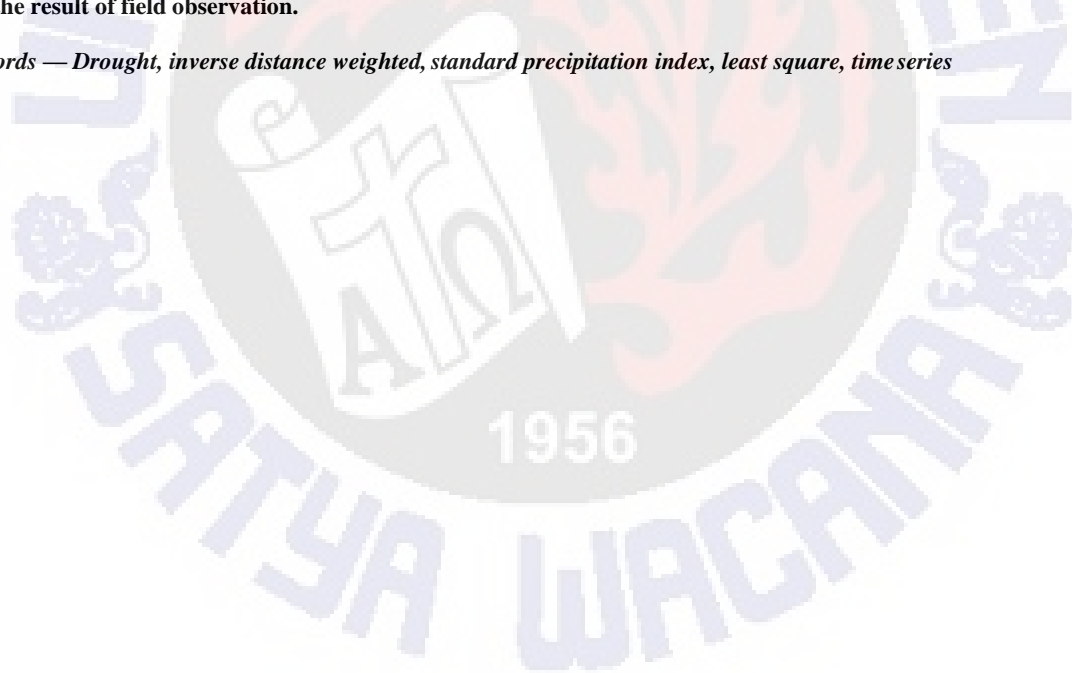 he result of field observation.
ords — Drought, inverse distance weighted, standard precipitation index, least square, time series
Α Ω
1956
SATYA WACANA